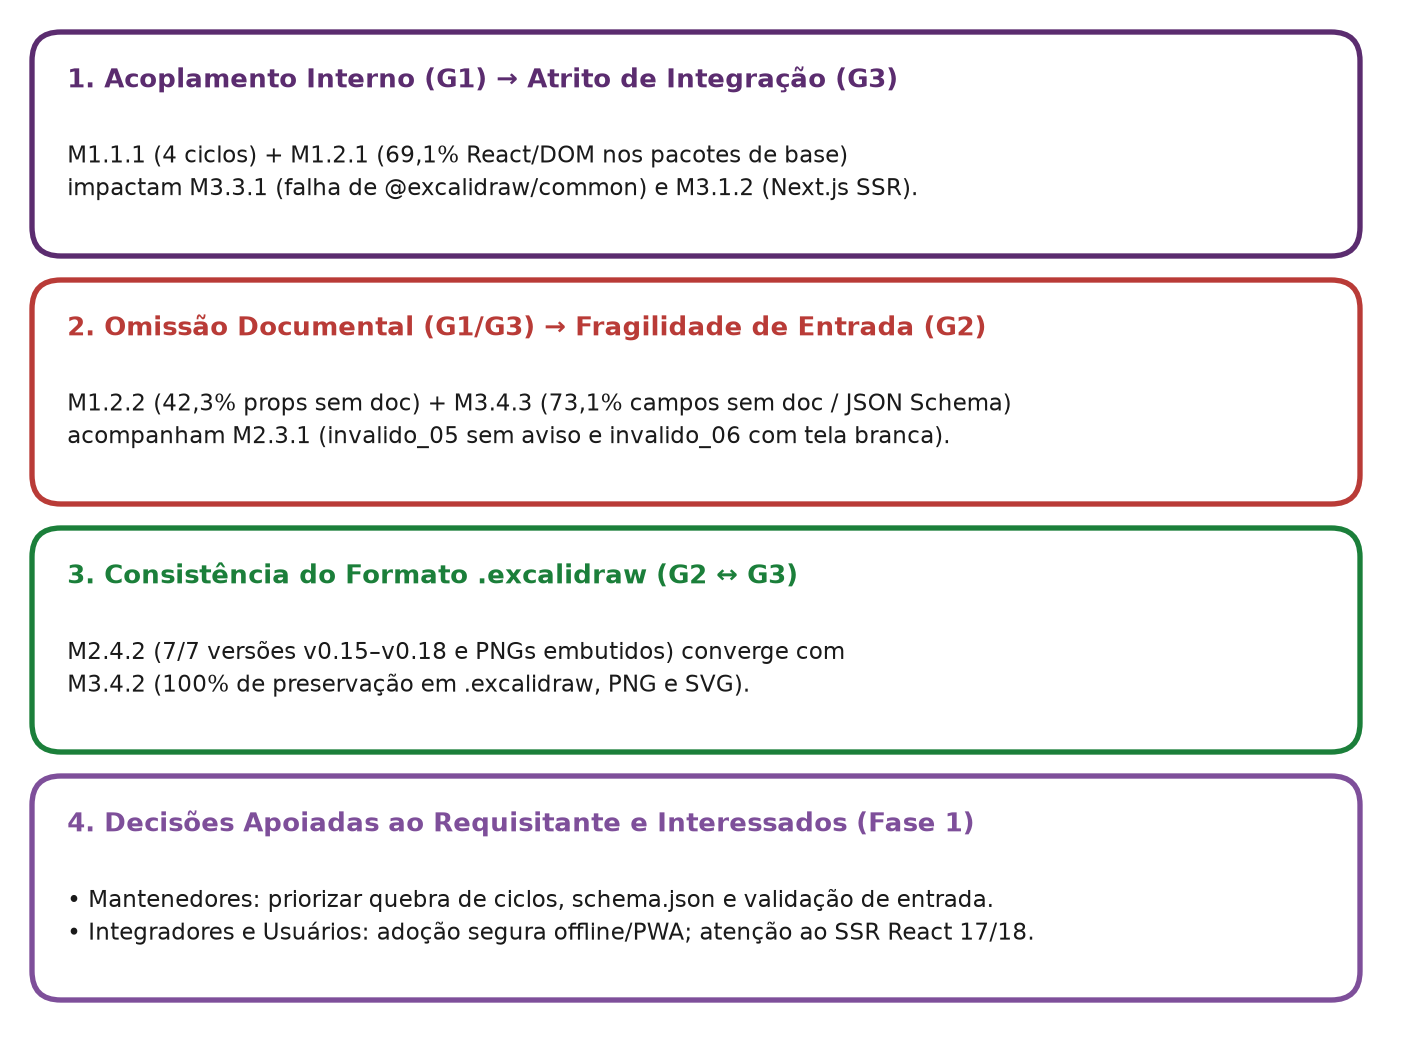 1. Acoplamento Interno (G1) → Atrito de Integração (G3)
M1.1.1 (4 ciclos) + M1.2.1 (69,1% React/DOM nos pacotes de base)
impactam M3.3.1 (falha de @excalidraw/common) e M3.1.2 (Next.js SSR).
2. Omissão Documental (G1/G3) → Fragilidade de Entrada (G2)
M1.2.2 (42,3% props sem doc) + M3.4.3 (73,1% campos sem doc / JSON Schema)
acompanham M2.3.1 (invalido_05 sem aviso e invalido_06 com tela branca).
3. Consistência do Formato .excalidraw (G2 ↔ G3)
M2.4.2 (7/7 versões v0.15–v0.18 e PNGs embutidos) converge com
M3.4.2 (100% de preservação em .excalidraw, PNG e SVG).
4. Decisões Apoiadas ao Requisitante e Interessados (Fase 1)
• Mantenedores: priorizar quebra de ciclos, schema.json e validação de entrada.
• Integradores e Usuários: adoção segura offline/PWA; atenção ao SSR React 17/18.